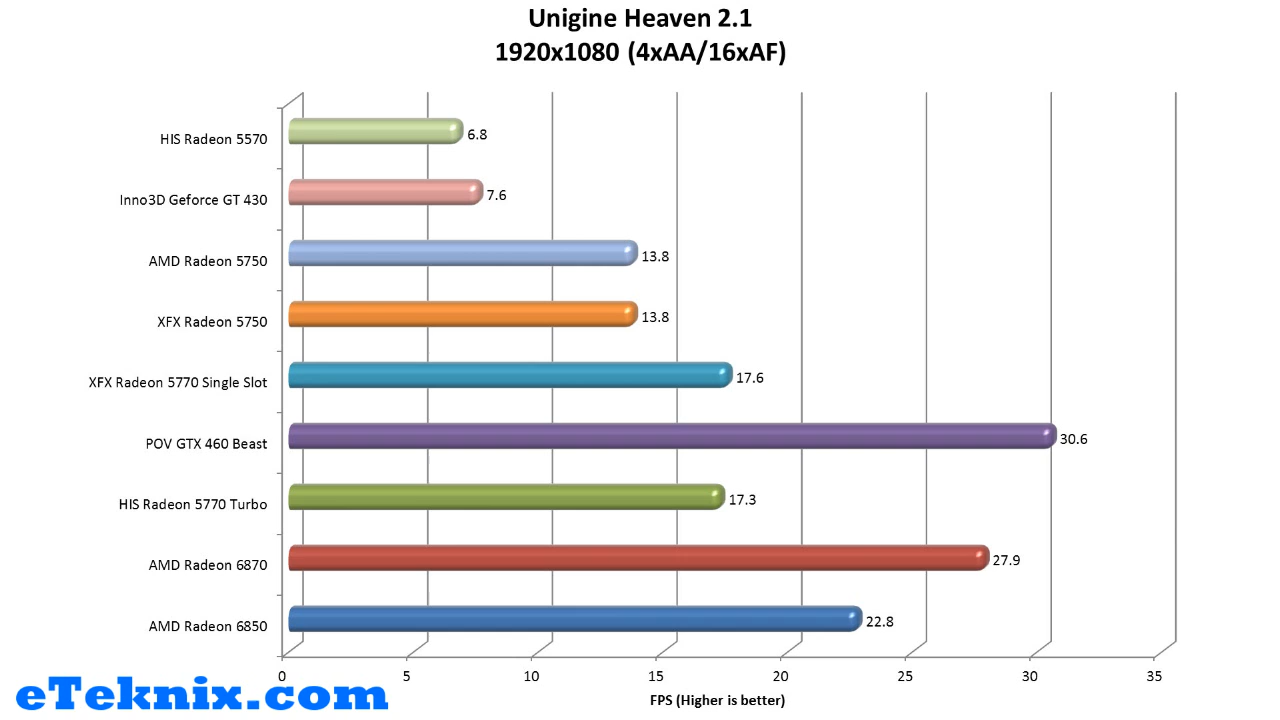 Unigine Heaven 2.1
1920x1080 (4xAA/16xAF)
HIS Radeon 5570
6.8
Inno3D Geforce GT 430
7.6
AMD Radeon 5750
13.8
XFX Radeon 5750
13.8
XFX Radeon 5770 Single Slot
17.6
POV GTX 460 Beast
30.6
HIS Radeon 5770 Turbo
17.3
AMD Radeon 6870
27.9
AMD Radeon 6850
22.8
0 5 10 15 20 25 30 35
FPS (Higher is better)
eTeknix.com